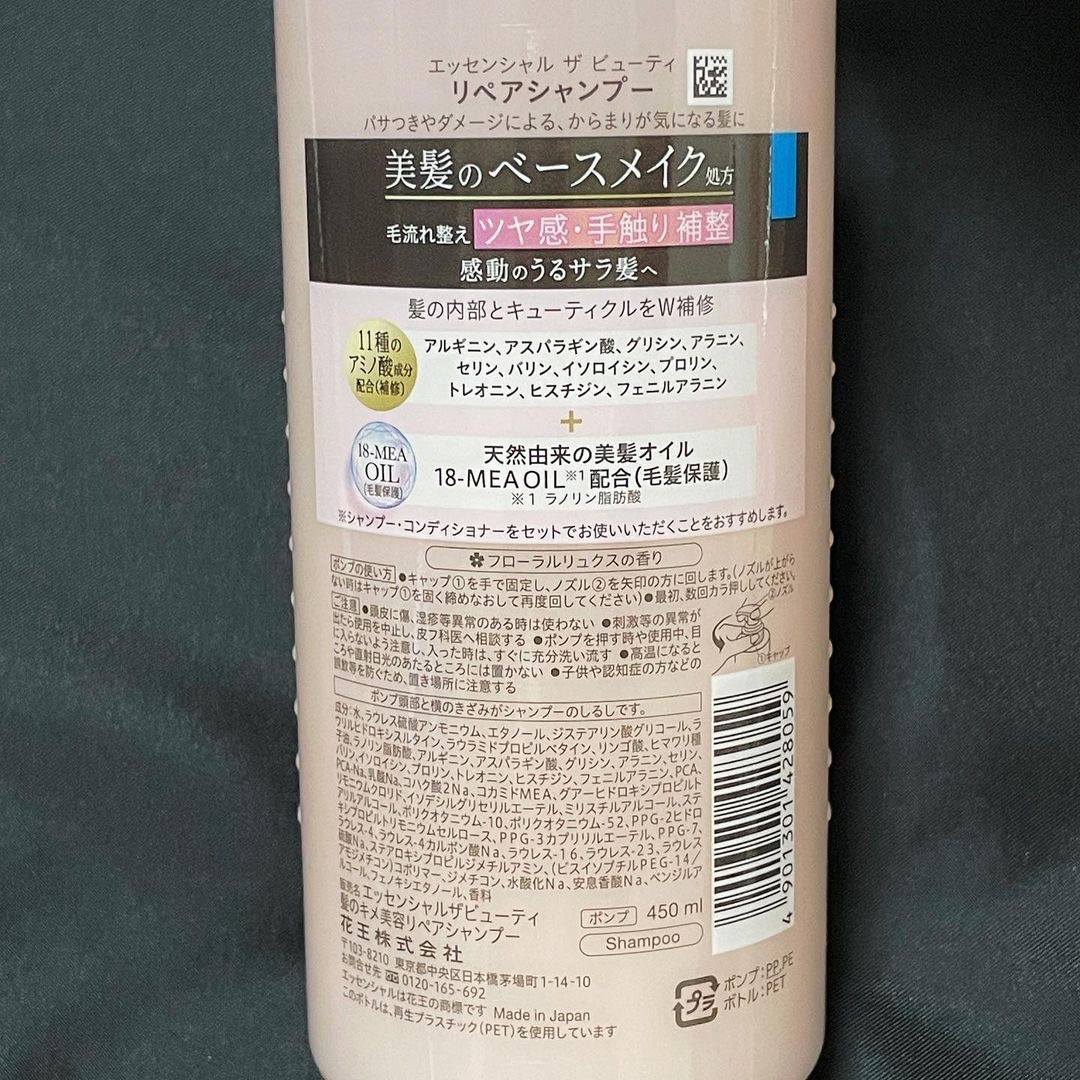 エッセンシャル ザ ビューティ
リペアシャンプー
パサつきやダメージによる、からまりが気になる髪に
美髪のベースメイク処方
毛流れ整え ツヤ感・手触り補整
感動のうるサラ髪へ
髪の内部とキューティクルをW補修
11種の
アミノ酸成分
配合(補修)
アルギニン、アスパラギン酸、グリシン、アラニン、
セリン、バリン、イソロイシン、プロリン、
トレオニン、ヒスチジン、フェニルアラニン
+
18-MEA
OIL
(毛髪保護)
天然由来の美髪オイル
18-MEA OIL※1配合(毛髪保護)
※1 ラノリン脂肪酸
※シャンプー・コンディショナーをセットでお使いいただくことをおすすめします。
フローラルリュクスの香り
ポンプの使い方 ●キャップ①を手で固定し、ノズル②を矢印の方に回します。(ノズルが上がら
ない時はキャップ①を固く締めなおして再度回してください)●最初、数回カラ押ししてください。
②ノズル
①キャップ
ご注意 ●頭皮に傷、湿疹等異常のある時は使わない ●刺激等の異常が
出たら使用を中止し、皮フ科医へ相談する ●ポンプを押す時や使用中、目
に入らないよう注意し、入った時は、すぐに充分洗い流す ●高温になると
ころや直射日光のあたるところには置かない ●子供や認知症の方などの
誤飲等を防ぐため、置き場所に注意する
ポンプ頭部と横のきざみがシャンプーのしるしです。
成分:水、ラウレス硫酸アンモニウム、エタノール、ジステアリン酸グリコール、ラ
ウリルヒドロキシスルタイン、ラウラミドプロピルベタイン、リンゴ酸、ヒマワリ種
子油、ラノリン脂肪酸、アルギニン、アスパラギン酸、グリシン、アラニン、セリン、
バリン、イソロイシン、プロリン、トレオニン、ヒスチジン、フェニルアラニン、PCA、
PCA-Na、乳酸Na、コハク酸2Na、コカミドMEA、グアーヒドロキシプロピルト
リモニウムクロリド、イソデシルグリセリルエーテル、ミリスチルアルコール、ステ
アリルアルコール、ポリクオタニウム-10、ポリクオタニウム-52、PPG-2ヒドロ
キシプロピルトリモニウムセルロース、PPG-3カプリリルエーテル、PPG-7、
ラウレス-4、ラウレス-4カルボン酸Na、ラウレス-16、ラウレス-23、ラウレス
硫酸Na、ステアロキシプロピルジメチルアミン、(ビスイソブチルPEG-14/
アモジメチコン)コポリマー、ジメチコン、水酸化Na、安息香酸Na、ベンジルア
ルコール、フェノキシエタノール、香料
販売名 エッセンシャルザビューティ
髪のキメ美容リペアシャンプー
花王株式会社
〒103-8210 東京都中央区日本橋茅場町1-14-10
お問合せ先 0120-165-692
エッセンシャルは花王の商標です Made in Japan
このボトルは、再生プラスチック(PET)を使用しています
ポンプ 450 ml
Shampoo
4 901301 428059
プラ
ポンプ:PP,PE
ボトル:PET